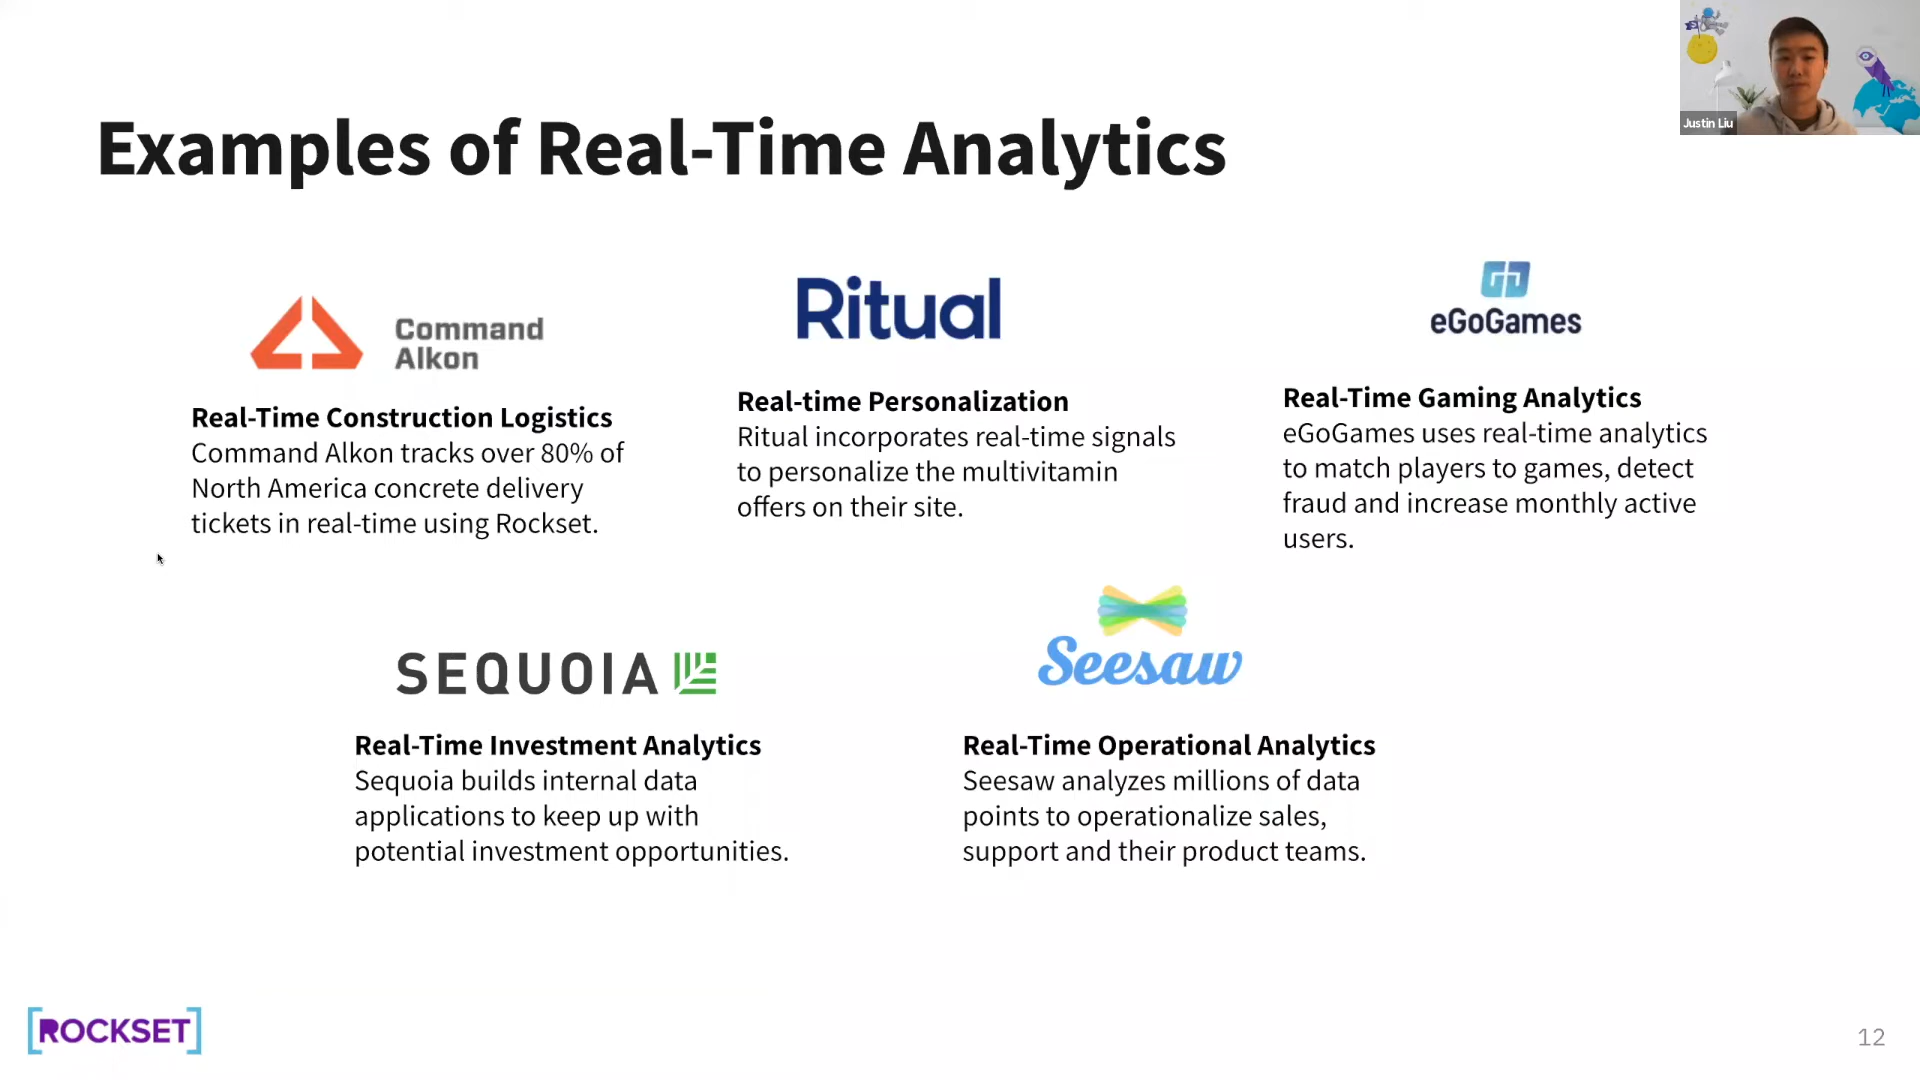 Justin Liu
Examples of Real-Time Analytics
Command
Alkon
Real-Time Construction Logistics
Command Alkon tracks over 80% of
North America concrete delivery
tickets in real-time using Rockset.
Ritual
Real-time Personalization
Ritual incorporates real-time signals
to personalize the multivitamin
offers on their site.
eGoGames
Real-Time Gaming Analytics
eGoGames uses real-time analytics
to match players to games, detect
fraud and increase monthly active
users.
SEQUOIA
Real-Time Investment Analytics
Sequoia builds internal data
applications to keep up with
potential investment opportunities.
Seesaw
Real-Time Operational Analytics
Seesaw analyzes millions of data
points to operationalize sales,
support and their product teams.
[ROCKSET]
12